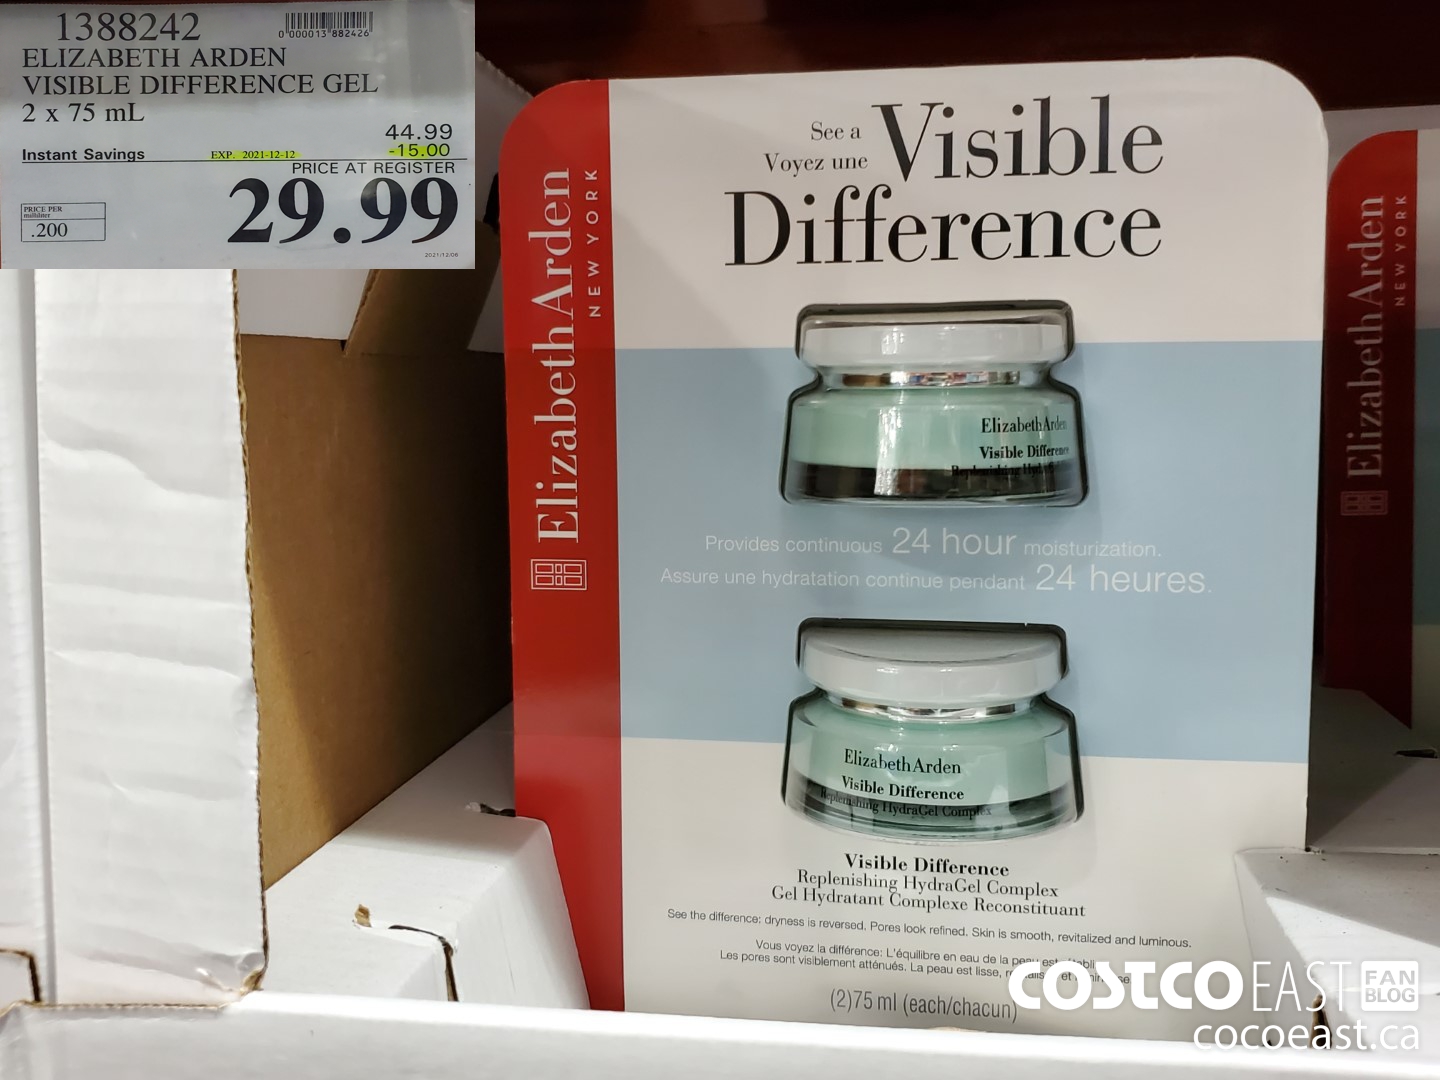 1388242
0 000013 882426
ELIZABETH ARDEN
VISIBLE DIFFERENCE GEL
2 x 75 mL
44.99
Instant Savings EXP. 2021-12-12 -15.00
PRICE AT REGISTER
29.99
PRICE PER
milliliter
.200
2021/12/06
ElizabethArden
NEW YORK
See a
Voyez une
Visible
Difference
ElizabethArden
Visible Difference
Replenishing
Provides continuous 24 hour moisturization.
Assure une hydratation continue pendant 24 heures.
ElizabethArden
Visible Difference
Replenishing HydraGel Complex
Visible Difference
Replenishing HydraGel Complex
Gel Hydratant Complexe Reconstituant
See the difference: dryness is reversed. Pores look refined. Skin is smooth, revitalized and luminous.
Vous voyez la différence: L'équilibre en eau de la peau est
Les pores sont visiblement atténués. La peau est lisse, et
(2)75 ml (each/chacun)
ElizabethArden
NEW YORK
COSTCO EAST FAN BLOG
cocoeast.ca